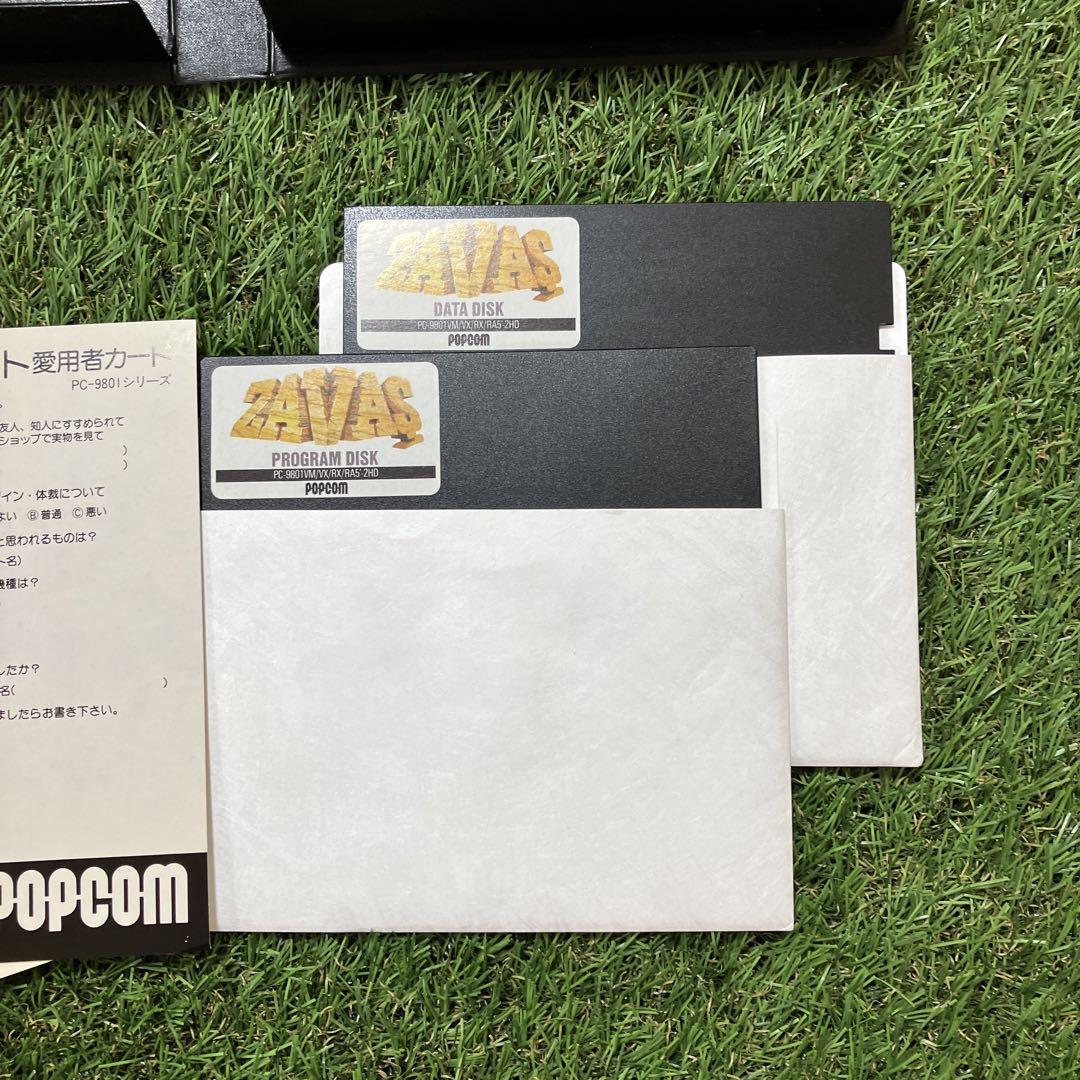 ZAVAS
DATA DISK
PC-9801VM/VX/RX/RA5"2HD
POPCOM
ZAVAS
PROGRAM DISK
PC-9801VM/VX/RX/RA5"2HD
POPCOM
ト愛用者カード
PC-9801シリーズ
。
友人、知人にすすめられて
ショップで実物を見て
)
)
イン・体裁について
よい Ⓑ普通 Ⓒ悪い
と思われるものは?
ト名)
機種は?
したか?
名( )
ましたらお書き下さい。
POPCOM